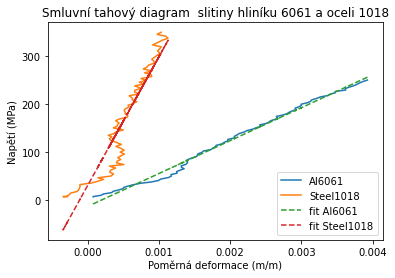 Smluvní tahový diagram  slitiny hliníku 6061 a oceli 1018
Napětí (MPa)
300
200
100
0
0.000 0.001 0.002 0.003 0.004
Poměrná deformace (m/m)
Al6061
Steel1018
fit Al6061
fit Steel1018